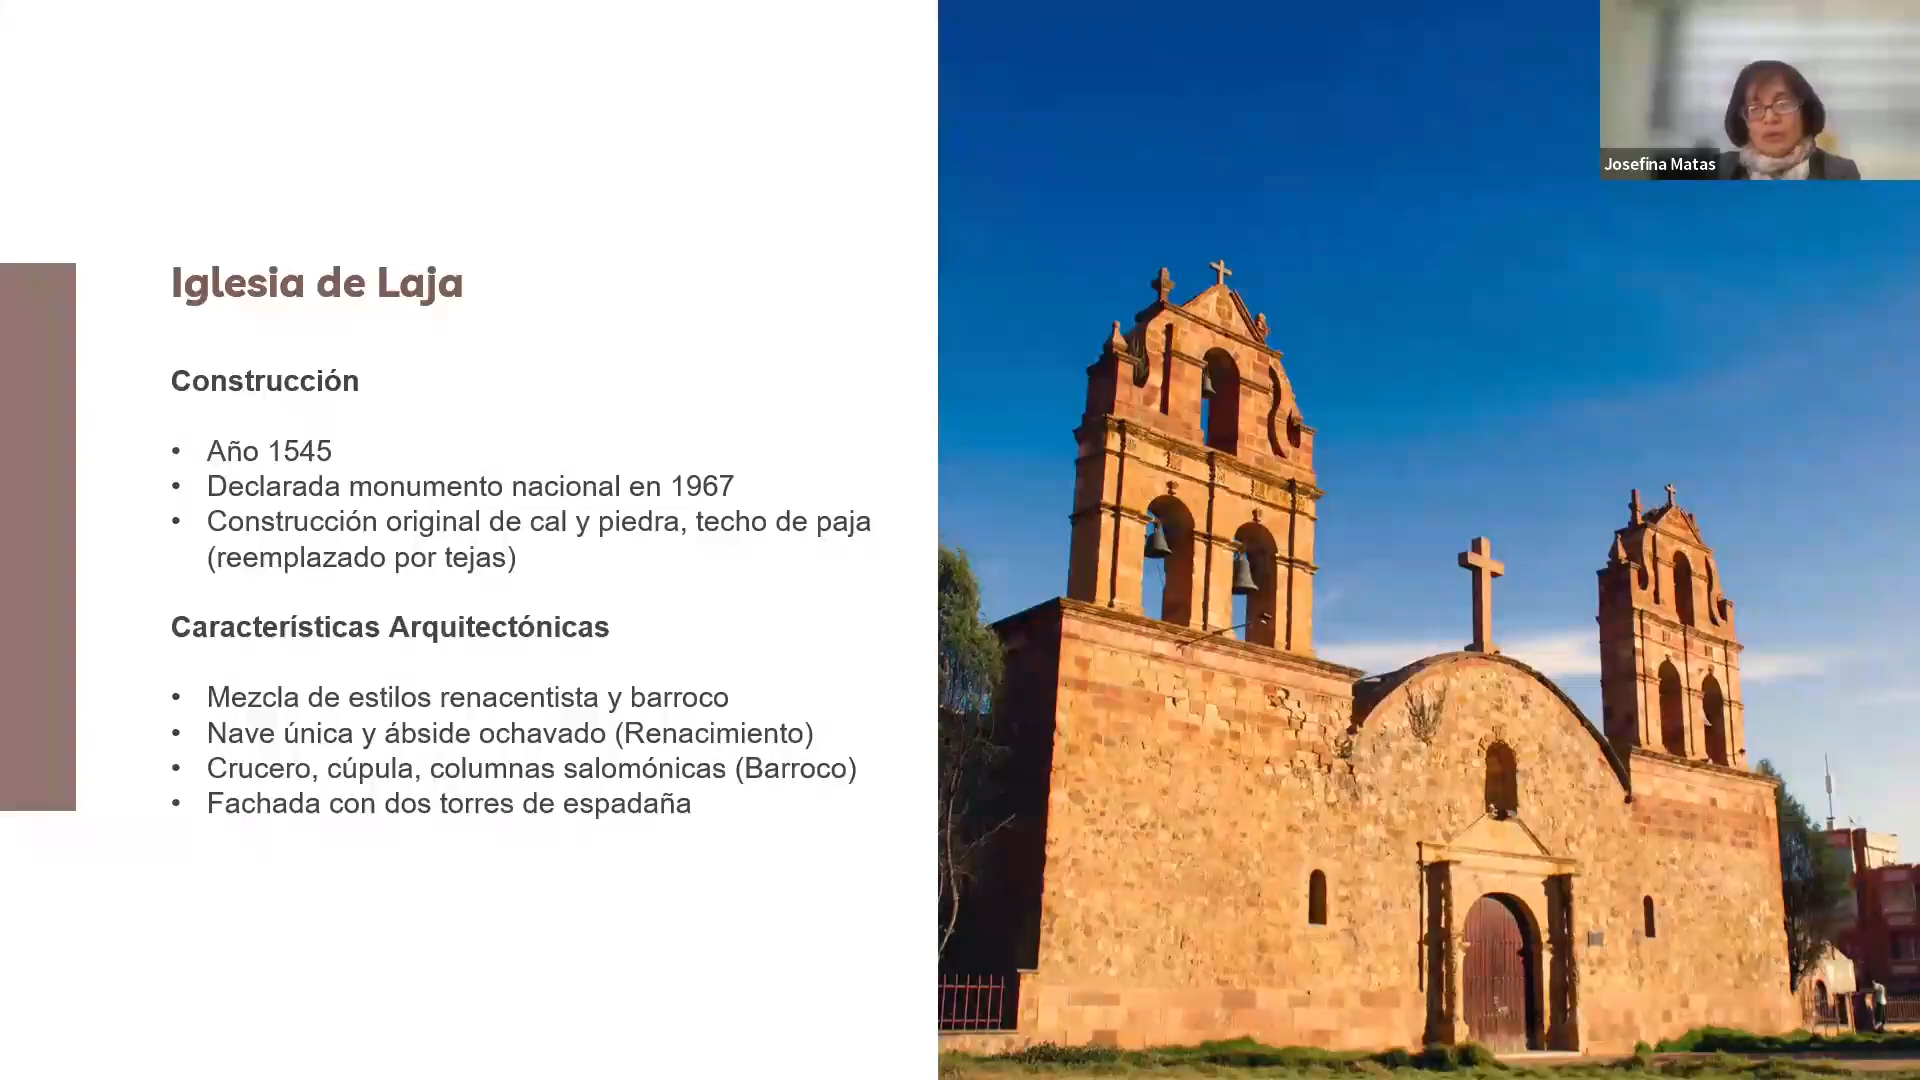 Josefina Matas
Iglesia de Laja
Construcción
• Año 1545
• Declarada monumento nacional en 1967
• Construcción original de cal y piedra, techo de paja
(reemplazado por tejas)
Características Arquitectónicas
• Mezcla de estilos renacentista y barroco
• Nave única y ábside ochavado (Renacimiento)
• Crucero, cúpula, columnas salomónicas (Barroco)
• Fachada con dos torres de espadaña